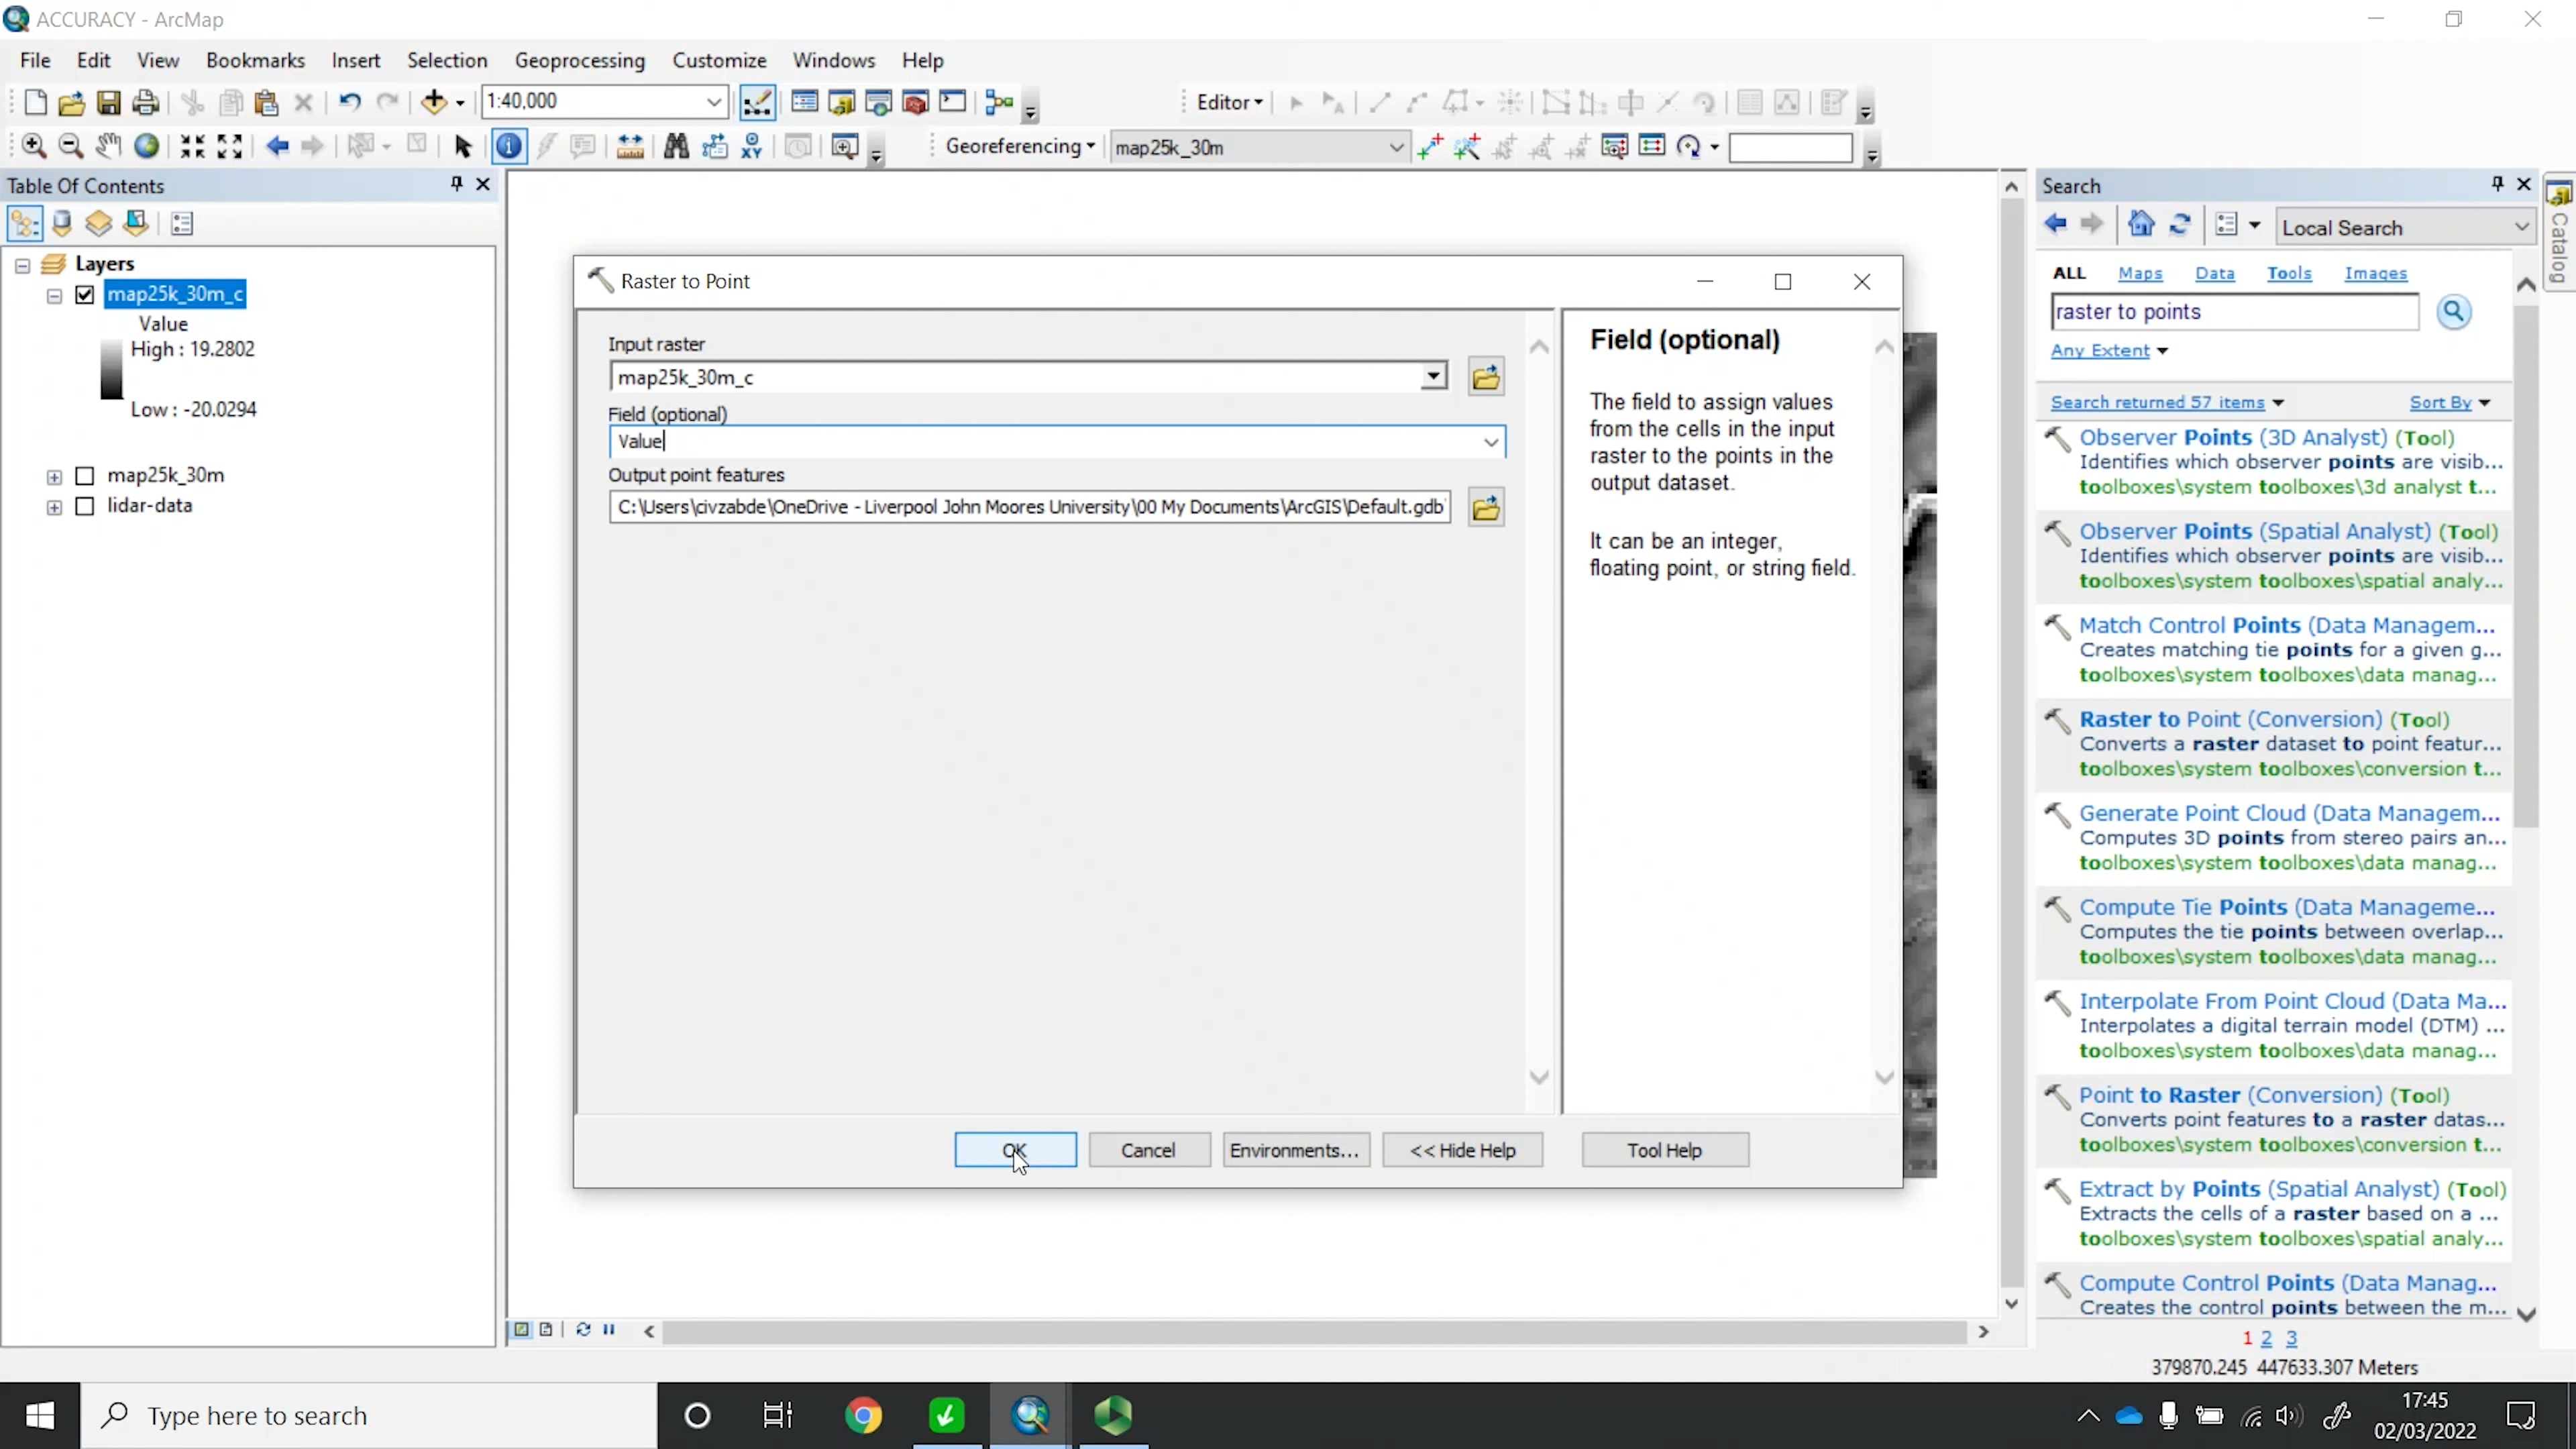 ACCURACY - ArcMap
File Edit View Bookmarks Insert Selection Geoprocessing Customize Windows Help
1:40,000
Editor
Georeferencing
map25k_30m
Table Of Contents
Layers
map25k_30m_c
Value
High : 19.2802
Low : -20.0294
map25k_30m
lidar-data
Raster to Point
Input raster
map25k_30m_c
Field (optional)
Value
Output point features
C:\Users\civzabde\OneDrive - Liverpool John Moores University\00 My Documents\ArcGIS\Default.gdb
OK
Cancel
Environments...
<< Hide Help
Tool Help
Field (optional)
The field to assign values
from the cells in the input
raster to the points in the
output dataset.
It can be an integer,
floating point, or string field.
Search
Local Search
ALL Maps Data Tools Images
raster to points
Any Extent
Search returned 57 items
Sort By
Observer Points (3D Analyst) (Tool)
Identifies which observer points are visib...
toolboxes\system toolboxes\3d analyst t...
Observer Points (Spatial Analyst) (Tool)
Identifies which observer points are visib...
toolboxes\system toolboxes\spatial analy...
Match Control Points (Data Managem...
Creates matching tie points for a given g...
toolboxes\system toolboxes\data manag...
Raster to Point (Conversion) (Tool)
Converts a raster dataset to point featur...
toolboxes\system toolboxes\conversion t...
Generate Point Cloud (Data Managem...
Computes 3D points from stereo pairs an...
toolboxes\system toolboxes\data manag...
Compute Tie Points (Data Manageme...
Computes the tie points between overlap...
toolboxes\system toolboxes\data manag...
Interpolate From Point Cloud (Data Ma...
Interpolates a digital terrain model (DTM) ...
toolboxes\system toolboxes\data manag...
Point to Raster (Conversion) (Tool)
Converts point features to a raster datas...
toolboxes\system toolboxes\conversion t...
Extract by Points (Spatial Analyst) (Tool)
Extracts the cells of a raster based on a ...
toolboxes\system toolboxes\spatial analy...
Compute Control Points (Data Manag...
Creates the control points between the m...
1 2 3
Catalog
379870.245 447633.307 Meters
Type here to search
17:45
02/03/2022